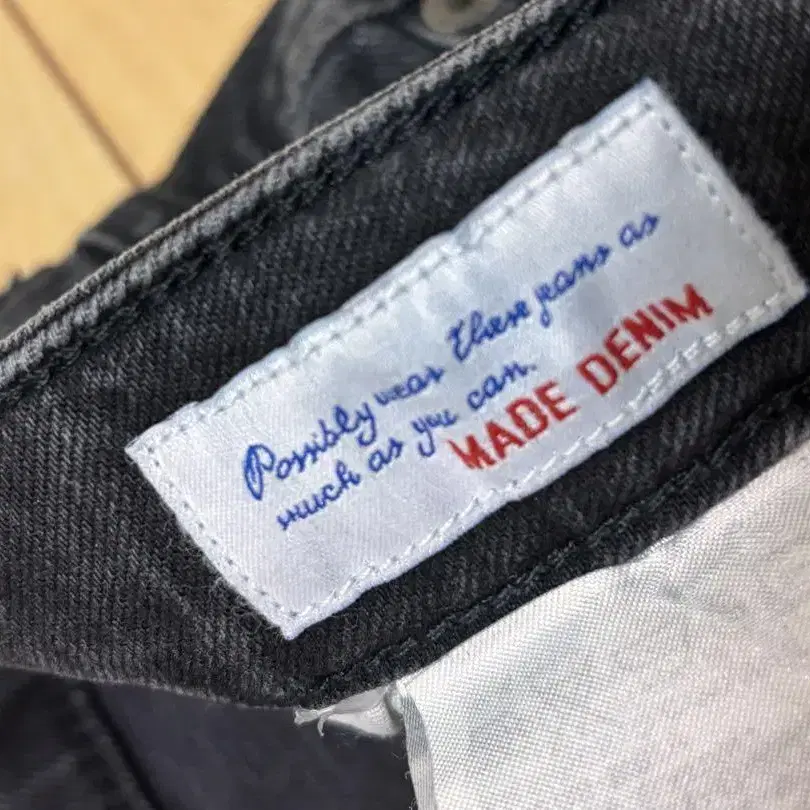 Possibly wear these jeans as
much as you can.
MADE DENIM